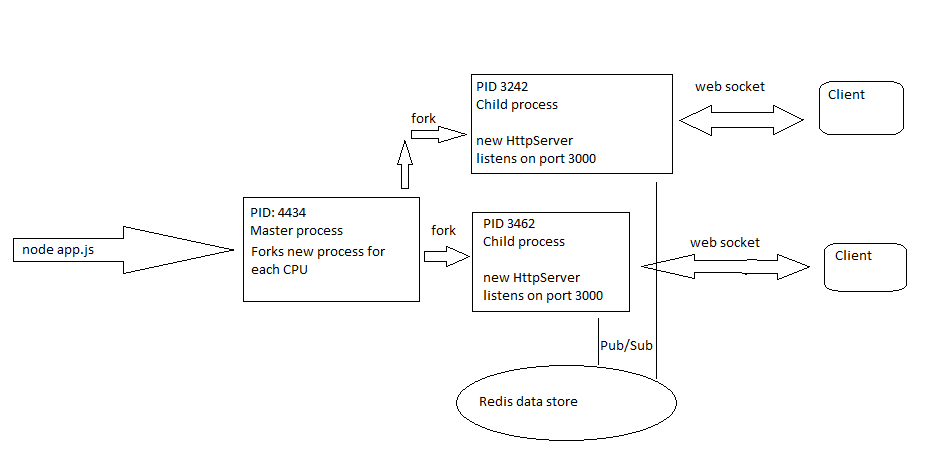 PID 3242
Child process
new HttpServer
listens on port 3000
web socket
Client
fork
PID: 4434
Master process
Forks new process for
each CPU
node app.js
fork
PID 3462
Child process
new HttpServer
listens on port 3000
web socket
Client
Pub/Sub
Redis data store